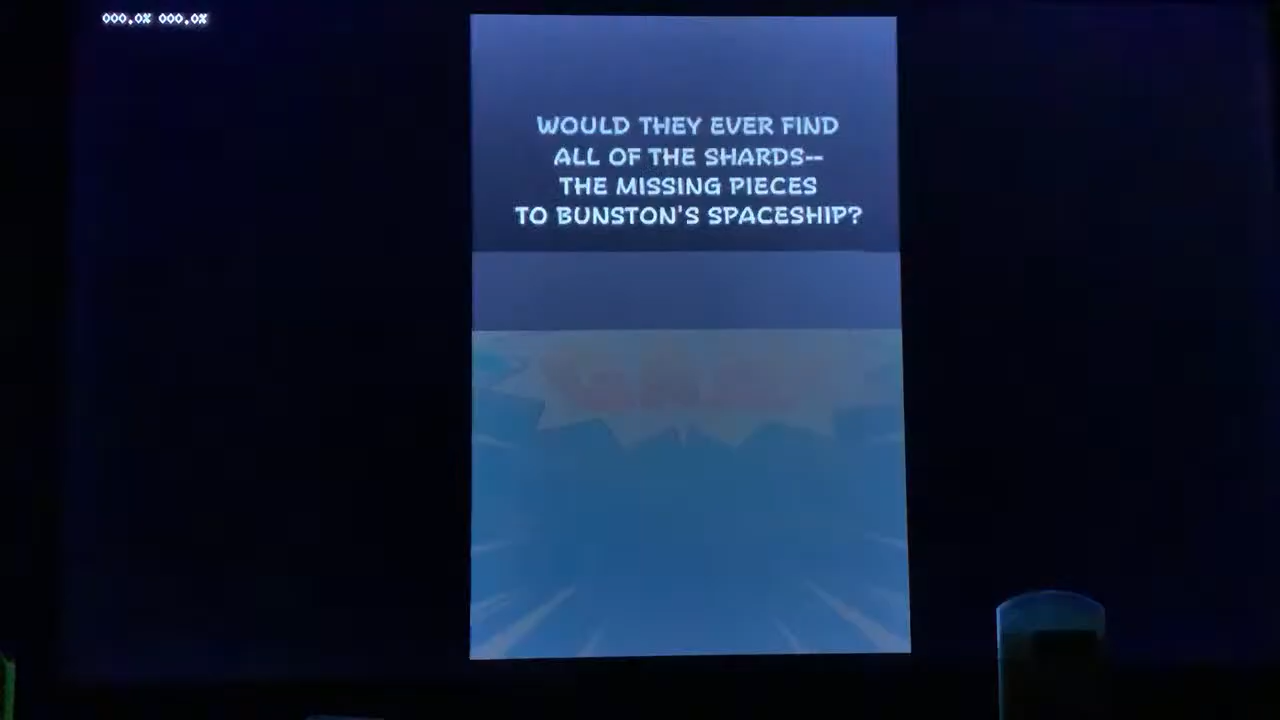 000.0% 000.0%
WOULD THEY EVER FIND
ALL OF THE SHARDS--
THE MISSING PIECES
TO BUNSTON'S SPACESHIP?